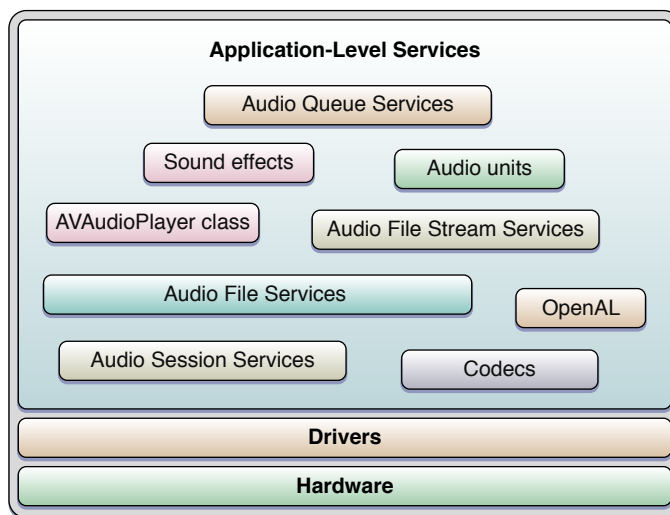 Application-Level Services
Audio Queue Services
Sound effects
Audio units
AVAudioPlayer class
Audio File Stream Services
Audio File Services
OpenAL
Audio Session Services
Codecs
Drivers
Hardware